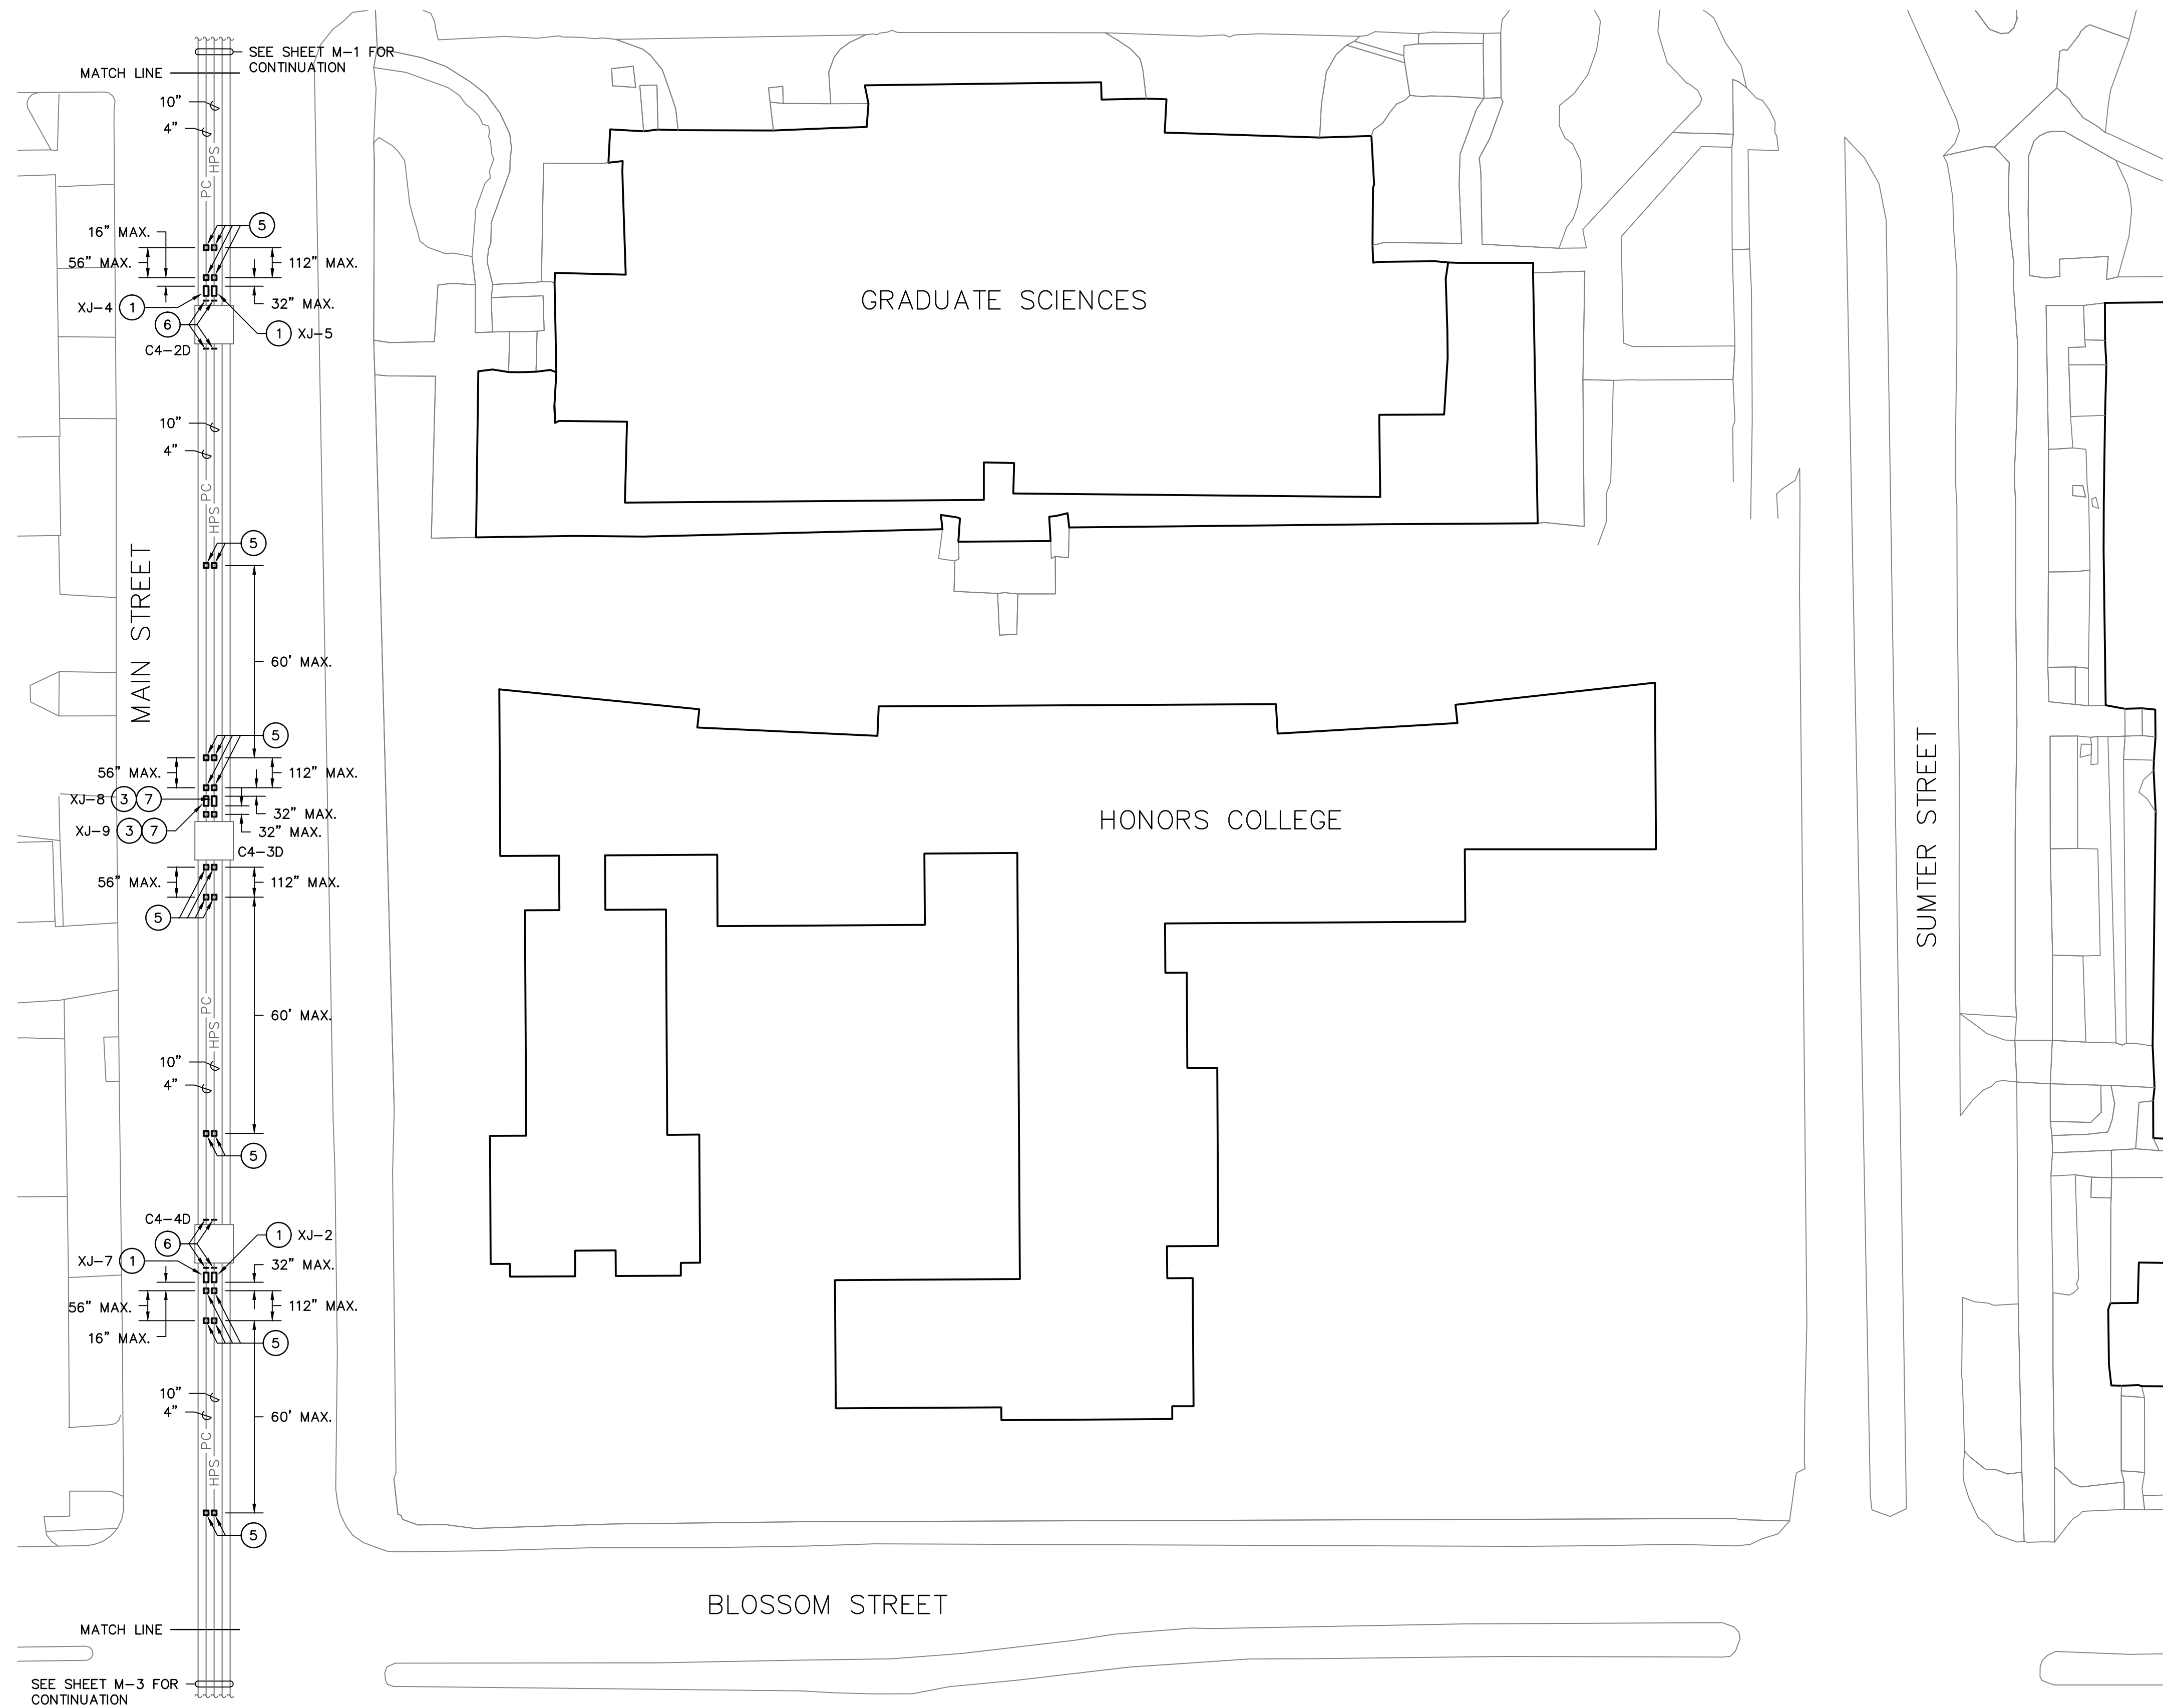 SEE SHEET M-1 FOR
CONTINUATION
MATCH LINE
10"
4"
HPS
PC
5
16" MAX.
56" MAX.
112" MAX.
32" MAX.
XJ-4 1
6
1 XJ-5
C4-2D
GRADUATE SCIENCES
10"
4"
PC
HPS
5
MAIN STREET
60' MAX.
5
56" MAX.
112" MAX.
XJ-8 3 7
32" MAX.
XJ-9 3 7
32" MAX.
C4-3D
HONORS COLLEGE
SUMTER STREET
56" MAX.
112" MAX.
5
PC
60' MAX.
HPS
10"
4"
5
C4-4D
6
1 XJ-2
XJ-7 1
32" MAX.
56" MAX.
112" MAX.
16" MAX.
5
10"
4"
60' MAX.
PC
HPS
5
BLOSSOM STREET
MATCH LINE
SEE SHEET M-3 FOR
CONTINUATION